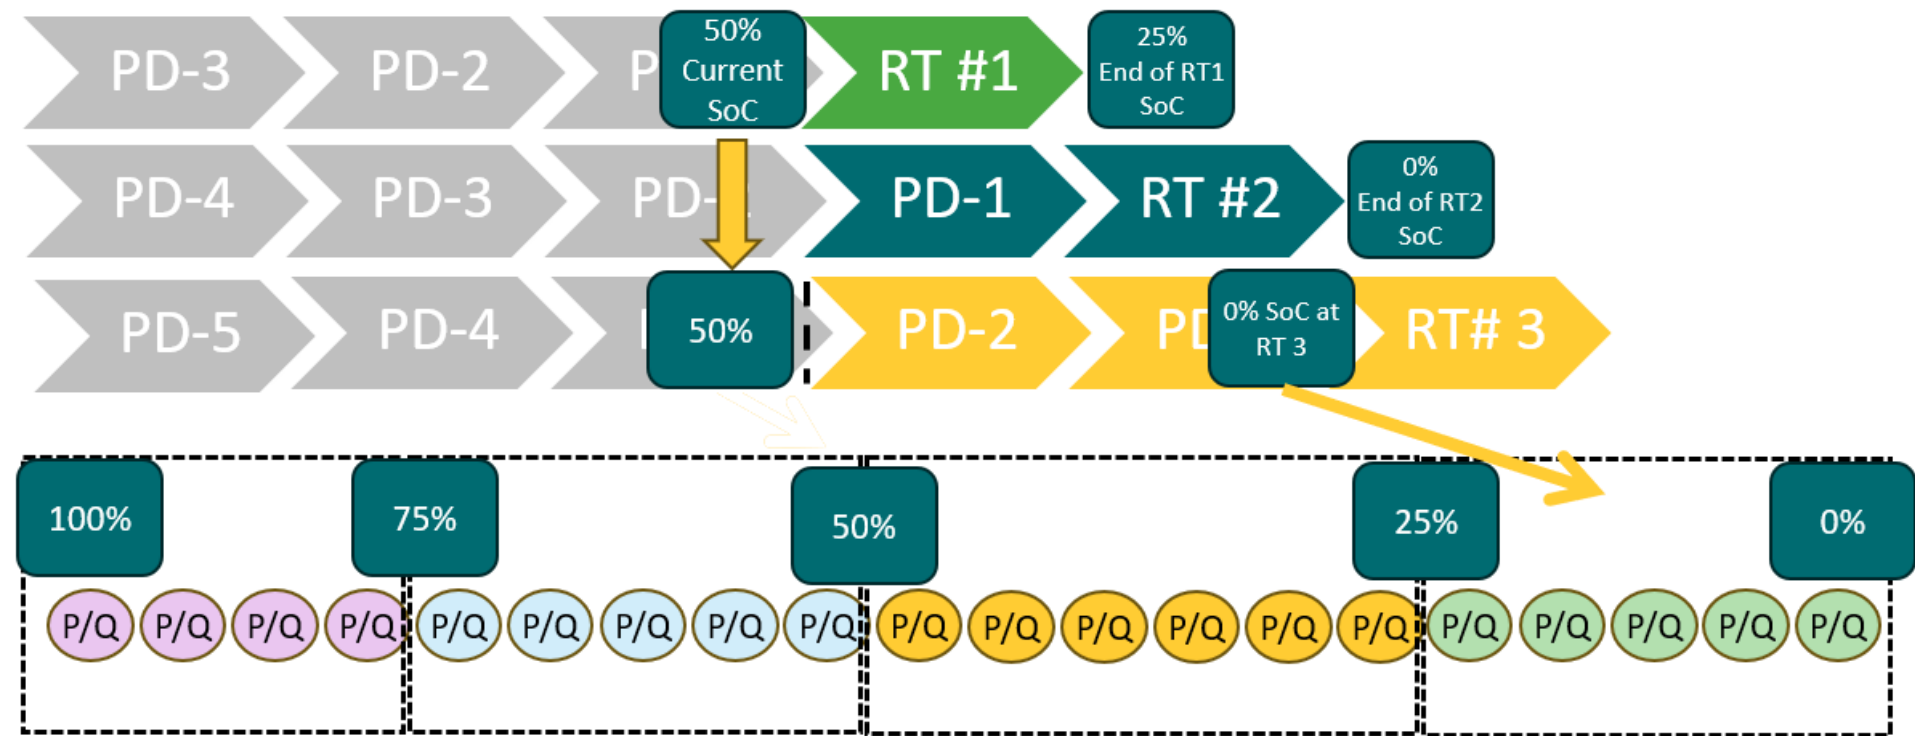 PD-3
PD-2
50%
Current
SoC
RT #1
25%
End of RT1
SoC
PD-4
PD-3
PD-
PD-1
RT #2
0%
End of RT2
SoC
PD-5
PD-4
50%
PD-2
0% SoC at
RT 3
RT# 3
100%
75%
50%
25%
0%
P/Q P/Q P/Q P/Q P/Q P/Q P/Q P/Q P/Q P/Q P/Q P/Q P/Q P/Q P/Q P/Q P/Q P/Q P/Q P/Q